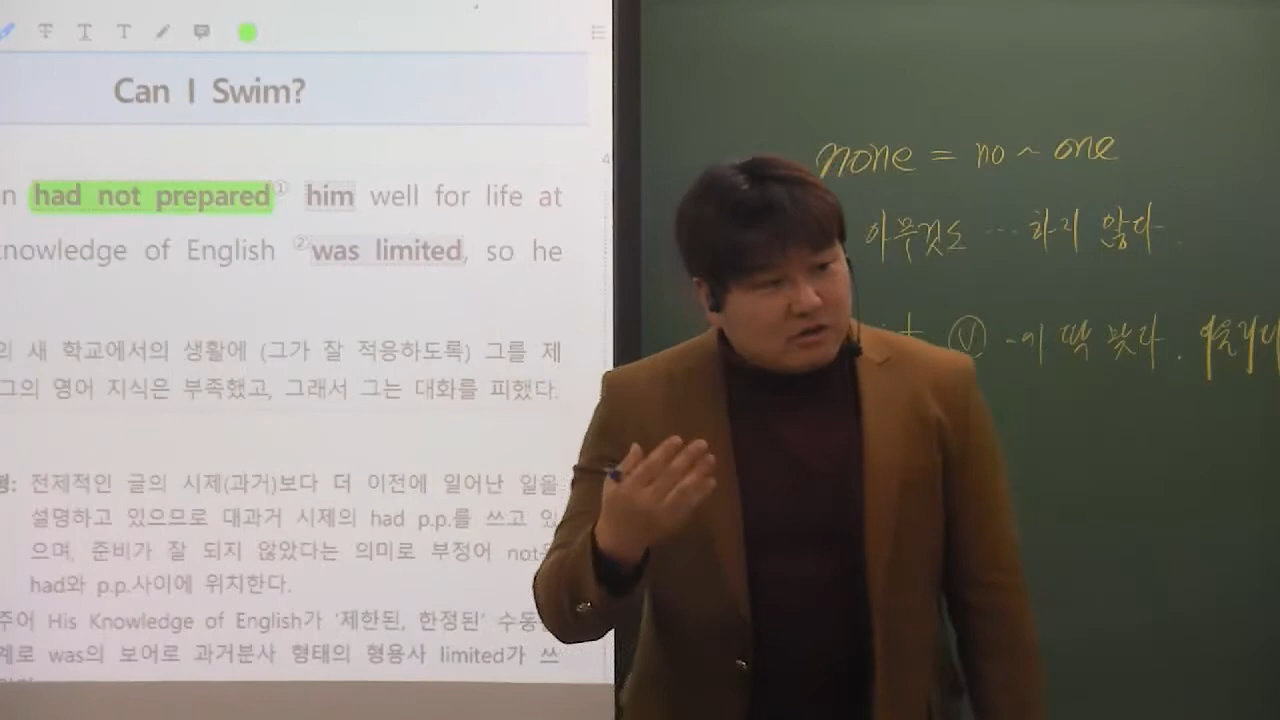 Can I Swim?
n had not prepared① him well for life at
knowledge of English ②was limited, so he
의 새 학교에서의 생활에 (그가 잘 적응하도록) 그를 제
그의 영어 지식은 부족했고, 그래서 그는 대화를 피했다.
형: 전제적인 글의 시제(과거)보다 더 이전에 일어난 일을
설명하고 있으므로 대과거 시제의 had p.p.를 쓰고 있
으며, 준비가 잘 되지 않았다는 의미로 부정어 not을
had와 p.p.사이에 위치한다.
주어 His Knowledge of English가 '제한된, 한정된' 수동
계로 was의 보어로 과거분사 형태의 형용사 limited가 쓰
none = no ~ one
아무것도 … 하지 않다.
ⓥ -이 딱 맞다.